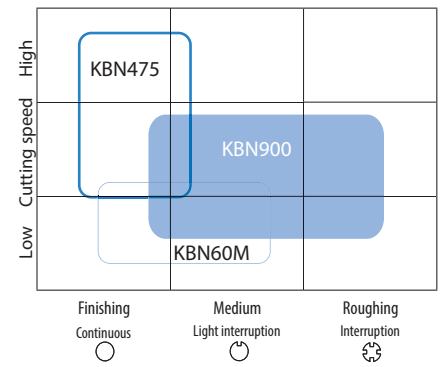 High
KBN475
Cutting speed
KBN900
Low
KBN60M
Finishing
Medium
Roughing
Continuous
Light interruption
Interruption